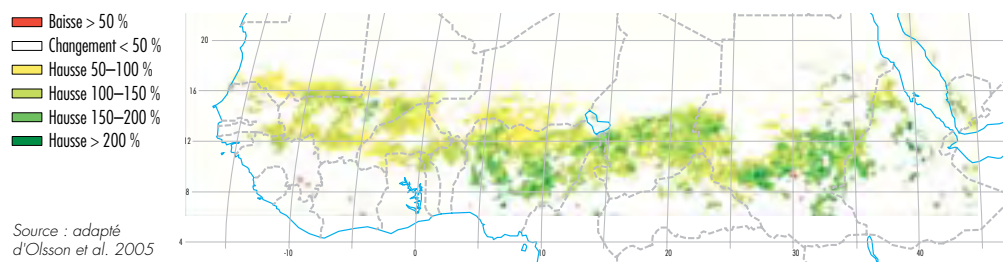 Baisse > 50 %
Changement < 50 %
Hausse 50–100 %
Hausse 100–150 %
Hausse 150–200 %
Hausse > 200 %
Source : adapté
d'Olsson et al. 2005
20
16
12
8
4
-10
0
10
20
30
40